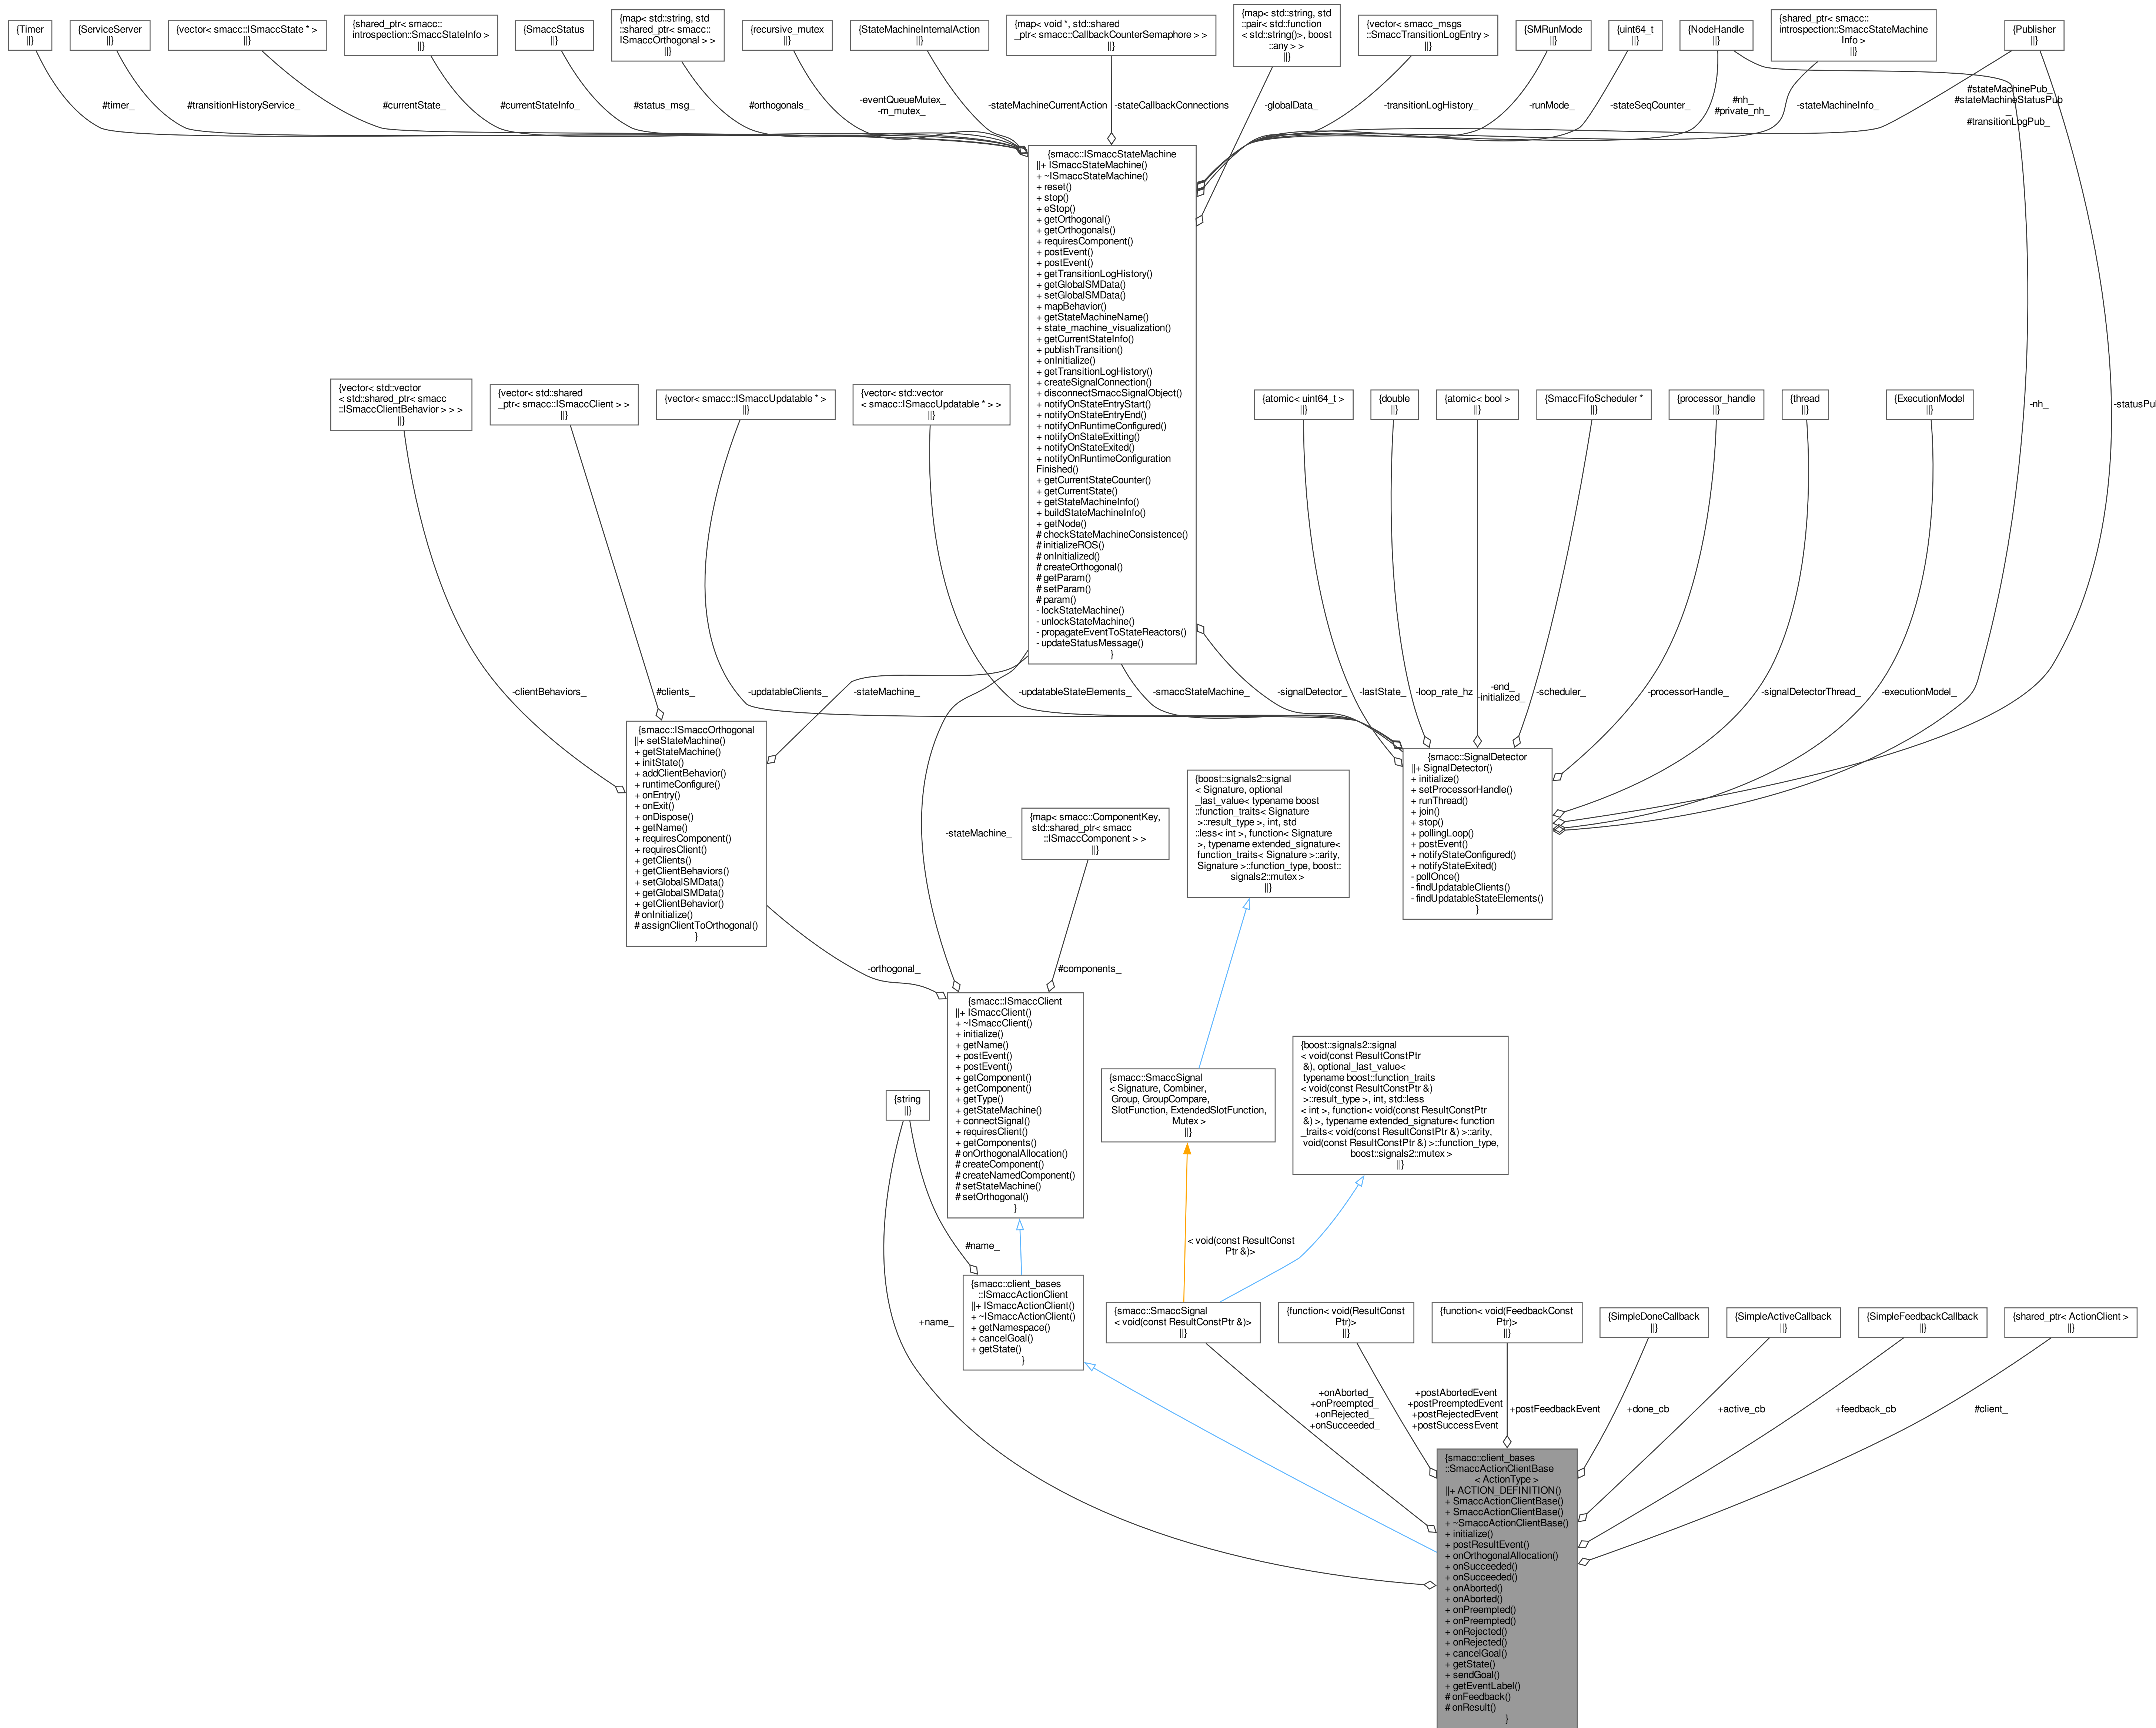 {Timer
||}
{ServiceServer
||}
{vector< smacc::ISmaccState * >
||}
{shared_ptr< smacc::
introspection::SmaccStateInfo >
||}
{SmaccStatus
||}
{map< std::string, std
::shared_ptr< smacc::
ISmaccOrthogonal > >
||}
{recursive_mutex
||}
{StateMachineInternalAction
||}
{map< void *, std::shared
_ptr< smacc::CallbackCounterSemaphore > >
||}
{map< std::string, std
::pair< std::function
< std::string()>, boost
::any > >
||}
{vector< smacc_msgs
::SmaccTransitionLogEntry >
||}
{SMRunMode
||}
{uint64_t
||}
{NodeHandle
||}
{shared_ptr< smacc::
introspection::SmaccStateMachine
Info >
||}
{Publisher
||}
#timer_
#transitionHistoryService_
#currentState_
#currentStateInfo_
#status_msg_
#orthogonals_
-eventQueueMutex_
-m_mutex_
-stateMachineCurrentAction
-stateCallbackConnections
-globalData_
-transitionLogHistory_
-runMode_
-stateSeqCounter_
#nh_
#private_nh_
-stateMachineInfo_
#stateMachinePub_
#stateMachineStatusPub
_
#transitionLogPub_
{smacc::ISmaccStateMachine
||+ ISmaccStateMachine()
+ ~ISmaccStateMachine()
+ reset()
+ stop()
+ eStop()
+ getOrthogonal()
+ getOrthogonals()
+ requiresComponent()
+ postEvent()
+ postEvent()
+ getTransitionLogHistory()
+ getGlobalSMData()
+ setGlobalSMData()
+ mapBehavior()
+ getStateMachineName()
+ state_machine_visualization()
+ getCurrentStateInfo()
+ publishTransition()
+ onInitialize()
+ getTransitionLogHistory()
+ createSignalConnection()
+ disconnectSmaccSignalObject()
+ notifyOnStateEntryStart()
+ notifyOnStateEntryEnd()
+ notifyOnRuntimeConfigured()
+ notifyOnStateExitting()
+ notifyOnStateExited()
+ notifyOnRuntimeConfiguration
Finished()
+ getCurrentStateCounter()
+ getCurrentState()
+ getStateMachineInfo()
+ buildStateMachineInfo()
+ getNode()
# checkStateMachineConsistence()
# initializeROS()
# onInitialized()
# createOrthogonal()
# getParam()
# setParam()
# param()
- lockStateMachine()
- unlockStateMachine()
- propagateEventToStateReactors()
- updateStatusMessage()
}
{vector< std::vector
< std::shared_ptr< smacc
::ISmaccClientBehavior > > >
||}
{vector< std::shared
_ptr< smacc::ISmaccClient > >
||}
{vector< smacc::ISmaccUpdatable * >
||}
{vector< std::vector
< smacc::ISmaccUpdatable * > >
||}
{atomic< uint64_t >
||}
{double
||}
{atomic< bool >
||}
{SmaccFifoScheduler *
||}
{processor_handle
||}
{thread
||}
{ExecutionModel
||}
-nh_
-statusPul
-clientBehaviors_
#clients_
-updatableClients_
-stateMachine_
-updatableStateElements_
-smaccStateMachine_
-signalDetector_
-lastState_
-loop_rate_hz
-end_
-initialized_
-scheduler_
-processorHandle_
-signalDetectorThread_
-executionModel_
{smacc::ISmaccOrthogonal
||+ setStateMachine()
+ getStateMachine()
+ initState()
+ addClientBehavior()
+ runtimeConfigure()
+ onEntry()
+ onExit()
+ onDispose()
+ getName()
+ requiresComponent()
+ requiresClient()
+ getClients()
+ getClientBehaviors()
+ setGlobalSMData()
+ getGlobalSMData()
+ getClientBehavior()
# onInitialize()
# assignClientToOrthogonal()
}
{smacc::SignalDetector
||+ SignalDetector()
+ initialize()
+ setProcessorHandle()
+ runThread()
+ join()
+ stop()
+ pollingLoop()
+ postEvent()
+ notifyStateConfigured()
+ notifyStateExited()
- pollOnce()
- findUpdatableClients()
- findUpdatableStateElements()
}
{boost::signals2::signal
< Signature, optional
_last_value< typename boost
::function_traits< Signature
>::result_type >, int, std
::less< int >, function< Signature
>, typename extended_signature<
function_traits< Signature >::arity,
Signature >::function_type, boost::
signals2::mutex >
||}
{map< smacc::ComponentKey,
std::shared_ptr< smacc
::ISmaccComponent > >
||}
-stateMachine_
-orthogonal_
#components_
{smacc::ISmaccClient
||+ ISmaccClient()
+ ~ISmaccClient()
+ initialize()
+ getName()
+ postEvent()
+ postEvent()
+ getComponent()
+ getComponent()
+ getType()
+ getStateMachine()
+ connectSignal()
+ requiresClient()
+ getComponents()
# onOrthogonalAllocation()
# createComponent()
# createNamedComponent()
# setStateMachine()
# setOrthogonal()
}
{string
||}
{smacc::SmaccSignal
< Signature, Combiner,
Group, GroupCompare,
SlotFunction, ExtendedSlotFunction,
Mutex >
||}
{boost::signals2::signal
< void(const ResultConstPtr
&), optional_last_value<
typename boost::function_traits
< void(const ResultConstPtr &)
>::result_type >, int, std::less
< int >, function< void(const ResultConstPtr
&) >, typename extended_signature< function
_traits< void(const ResultConstPtr &) >::arity,
void(const ResultConstPtr &) >::function_type,
boost::signals2::mutex >
||}
#name_
< void(const ResultConst
Ptr &)>
+name_
{smacc::client_bases
::ISmaccActionClient
||+ ISmaccActionClient()
+ ~ISmaccActionClient()
+ getNamespace()
+ cancelGoal()
+ getState()
}
{smacc::SmaccSignal
< void(const ResultConstPtr &)>
||}
{function< void(ResultConst
Ptr)>
||}
{function< void(FeedbackConst
Ptr)>
||}
{SimpleDoneCallback
||}
{SimpleActiveCallback
||}
{SimpleFeedbackCallback
||}
{shared_ptr< ActionClient >
||}
+onAborted_
+onPreempted_
+onRejected_
+onSucceeded_
+postAbortedEvent
+postPreemptedEvent
+postRejectedEvent
+postSuccessEvent
+postFeedbackEvent
+done_cb
+active_cb
+feedback_cb
#client_
{smacc::client_bases
::SmaccActionClientBase
< ActionType >
||+ ACTION_DEFINITION()
+ SmaccActionClientBase()
+ SmaccActionClientBase()
+ ~SmaccActionClientBase()
+ initialize()
+ postResultEvent()
+ onOrthogonalAllocation()
+ onSucceeded()
+ onSucceeded()
+ onAborted()
+ onAborted()
+ onPreempted()
+ onPreempted()
+ onRejected()
+ onRejected()
+ cancelGoal()
+ getState()
+ sendGoal()
+ getEventLabel()
# onFeedback()
# onResult()
}